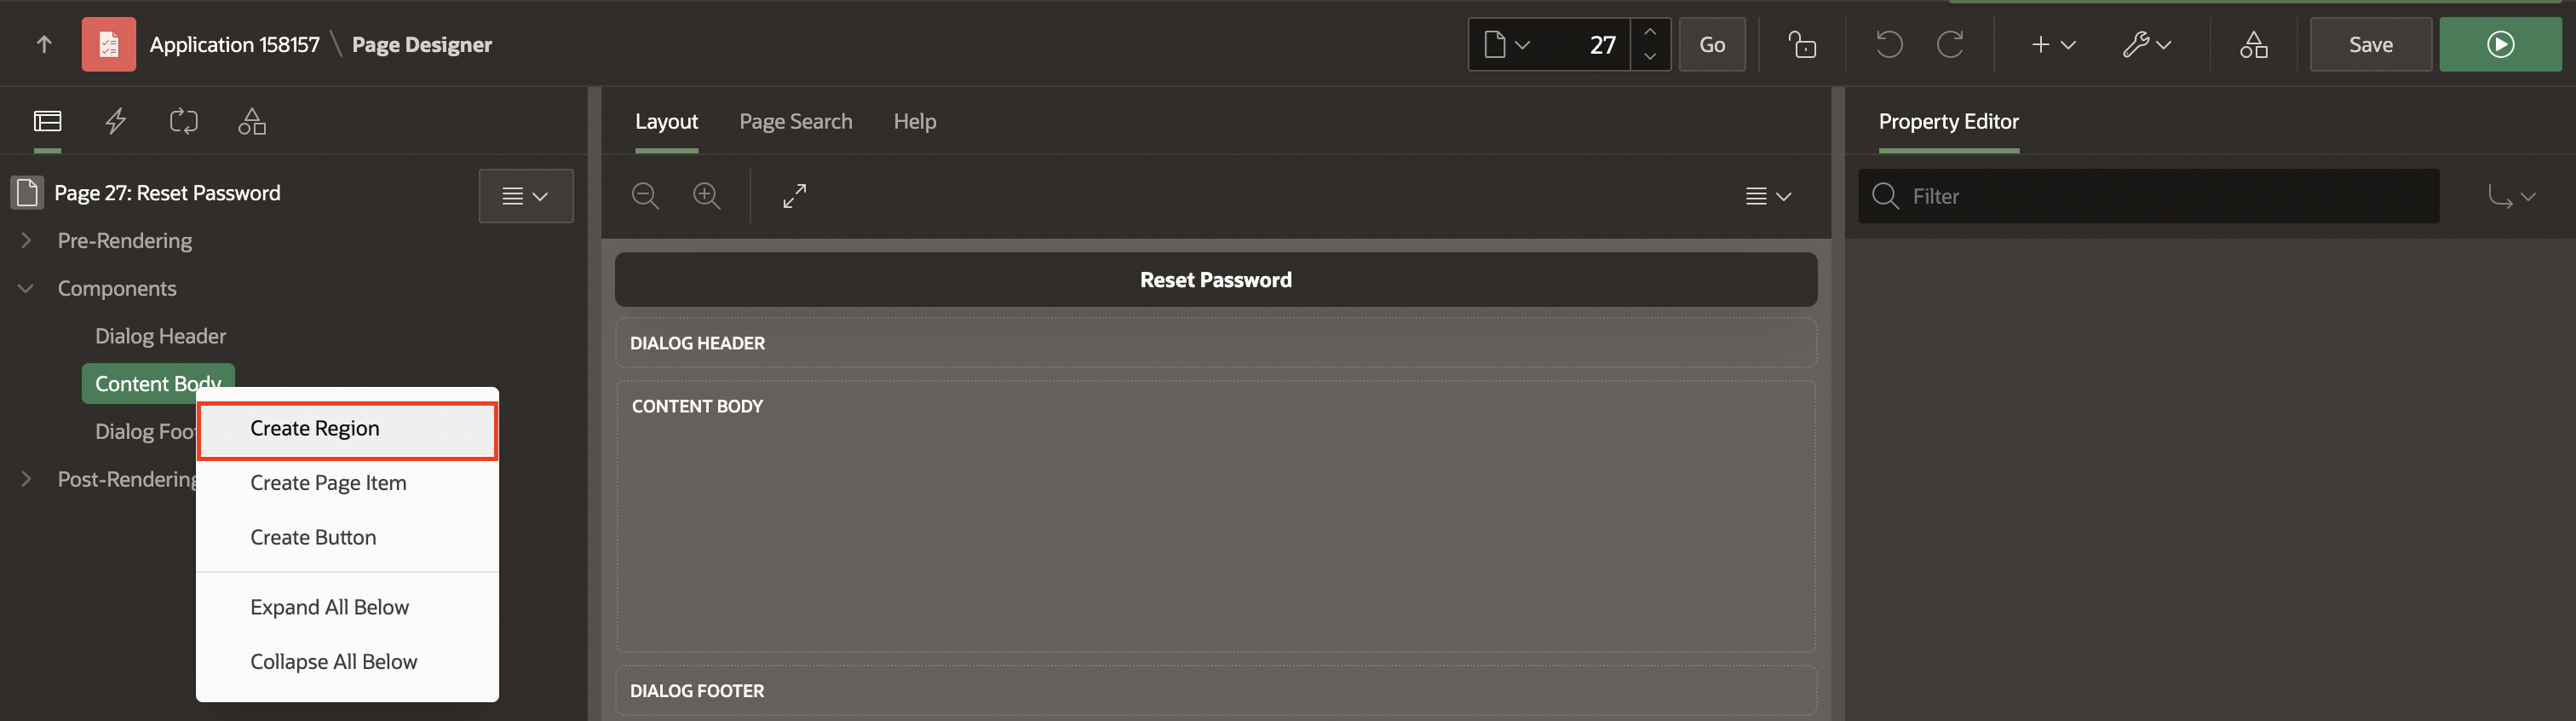 Application 158157 \ Page Designer
27
Go
Save
Layout
Page Search
Help
Property Editor
Page 27: Reset Password
Filter
Pre-Rendering
Components
Dialog Header
Content Body
Dialog Foo
Post-Rendering
Create Region
Create Page Item
Create Button
Expand All Below
Collapse All Below
Reset Password
DIALOG HEADER
CONTENT BODY
DIALOG FOOTER